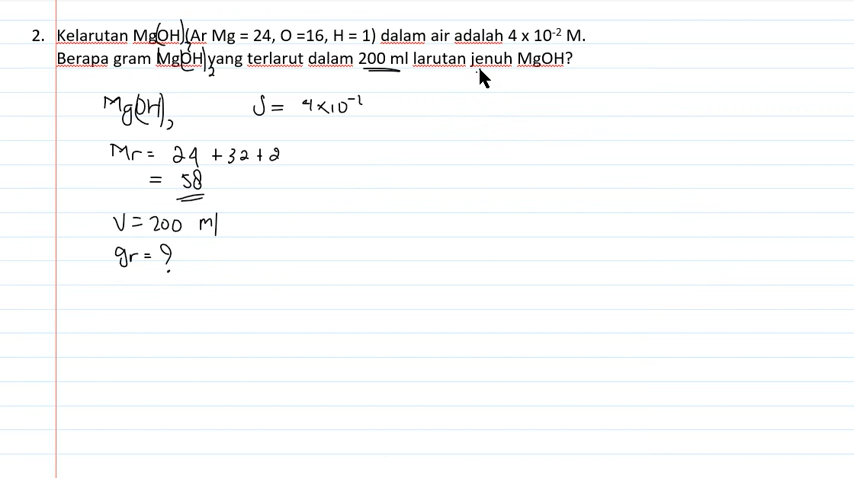 2. Kelarutan Mg(OH)2(Ar Mg = 24, O =16, H = 1) dalam air adalah 4 x 10⁻² M.
Berapa gram Mg(OH)2 yang terlarut dalam 200 ml larutan jenuh MgOH?
Mg(OH)2 S = 4x10⁻²
Mr = 24 + 32 + 2
= 58
V = 200 ml
gr = ?